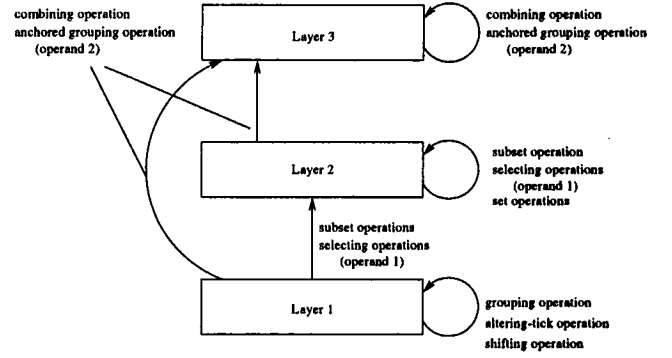 combining operation
anchored grouping operation
(operand 2)
Layer 3
combining operation
anchored grouping operation
(operand 2)
Layer 2
subset operation
selecting operations
(operand 1)
set operations
subset operations
selecting operations
(operand 1)
Layer 1
grouping operation
altering-tick operation
shifting operation